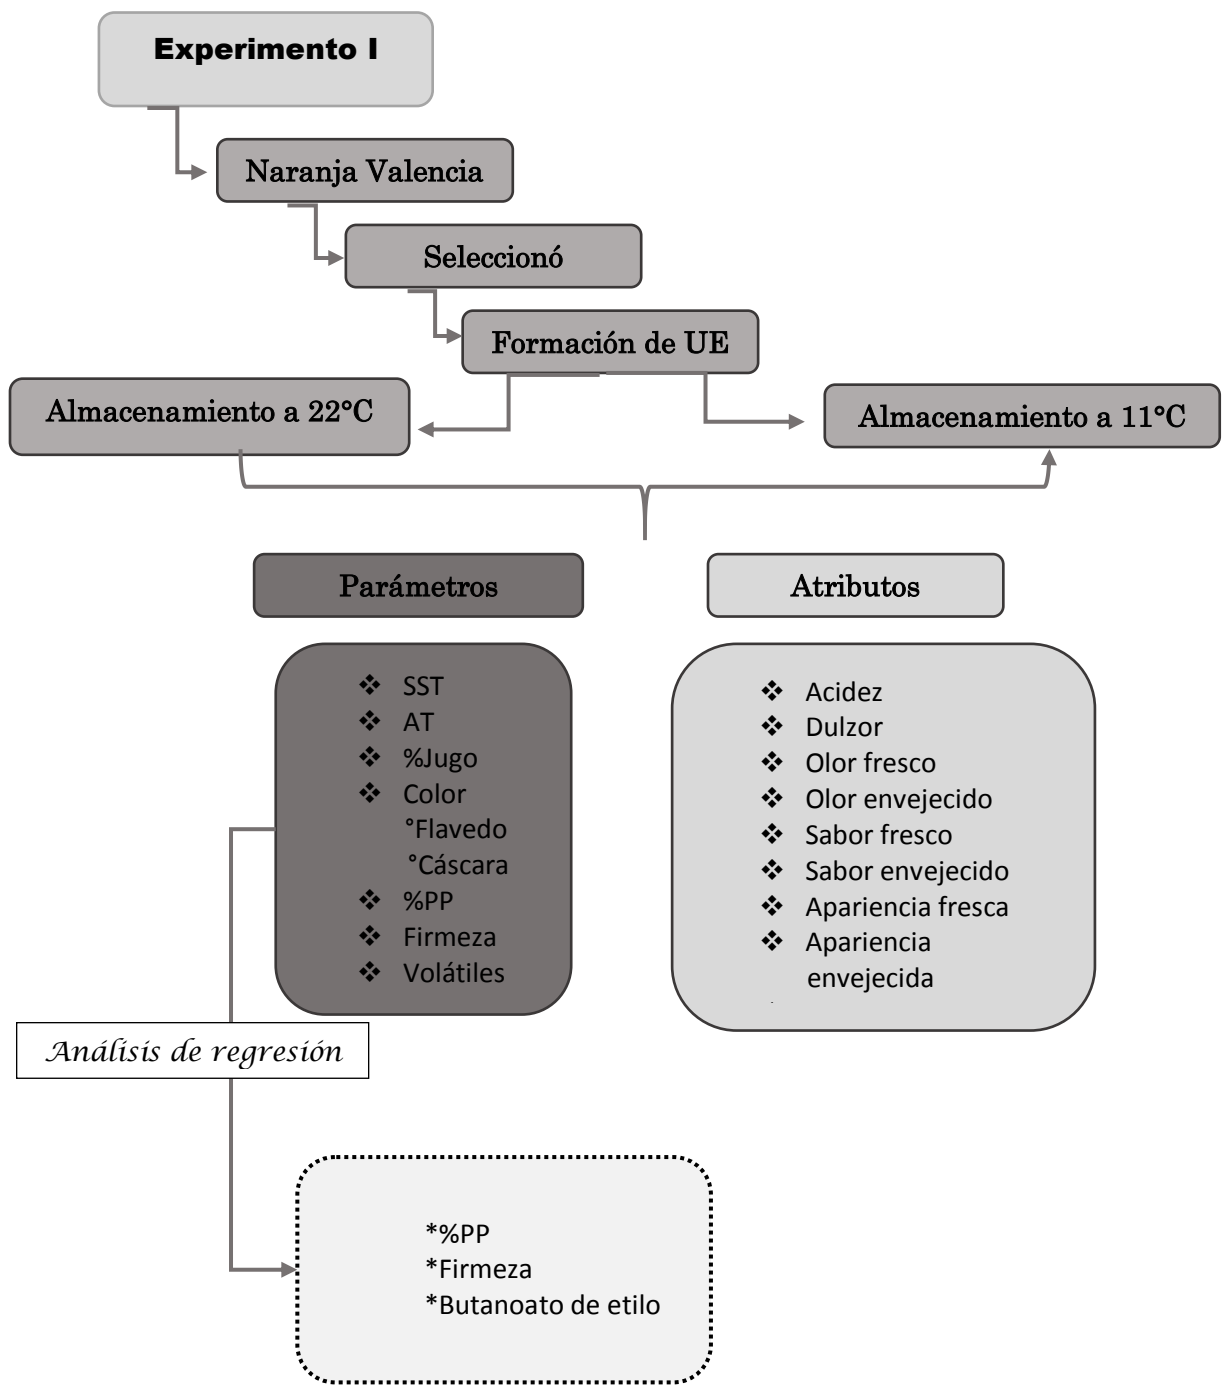 Experimento I
Naranja Valencia
Seleccionó
Formación de UE
Almacenamiento a 22°C
Almacenamiento a 11°C
Parámetros
Atributos
❖ SST
❖ AT
❖ %Jugo
❖ Color
°Flavedo
°Cáscara
❖ %PP
❖ Firmeza
❖ Volátiles
❖ Acidez
❖ Dulzor
❖ Olor fresco
❖ Olor envejecido
❖ Sabor fresco
❖ Sabor envejecido
❖ Apariencia fresca
❖ Apariencia
envejecida
Análisis de regresión
*%PP
*Firmeza
*Butanoato de etilo